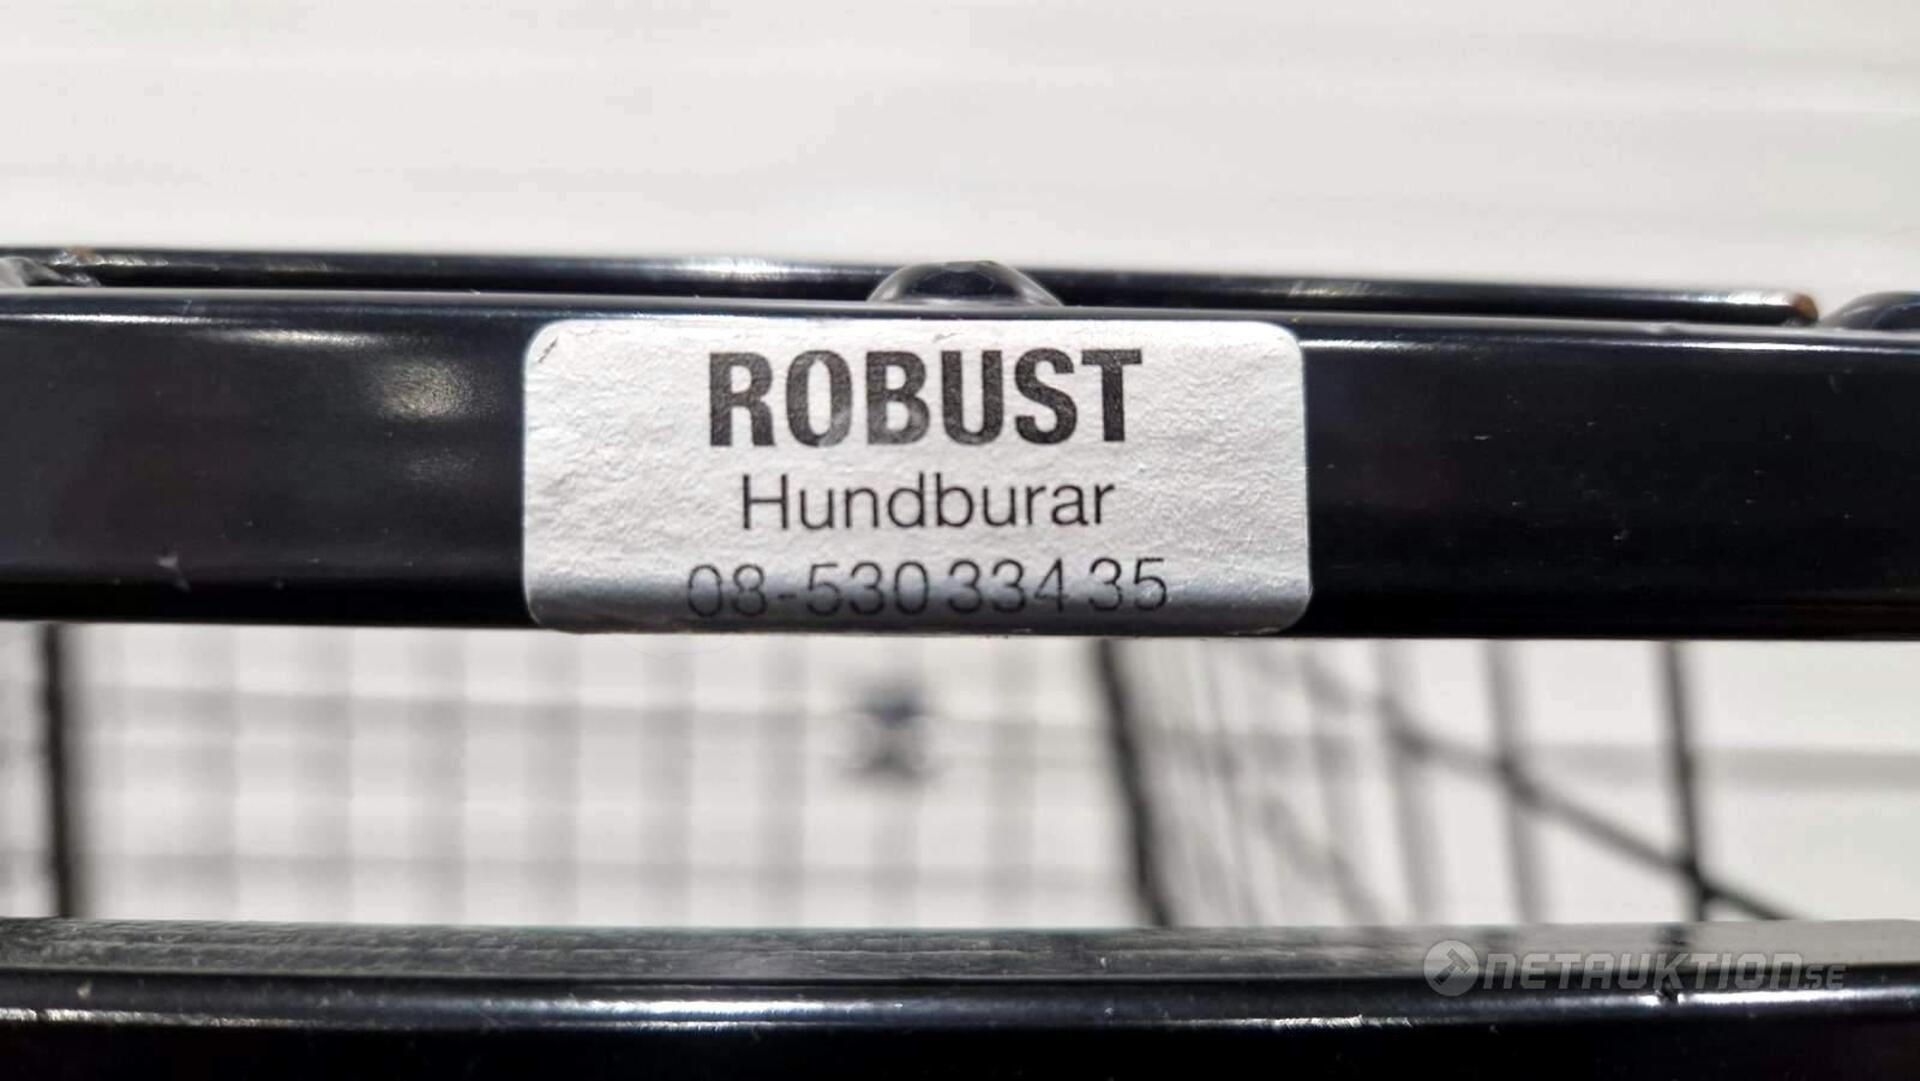 ROBUST
Hundburar
08-530 334 35
NETAUKTION.SE